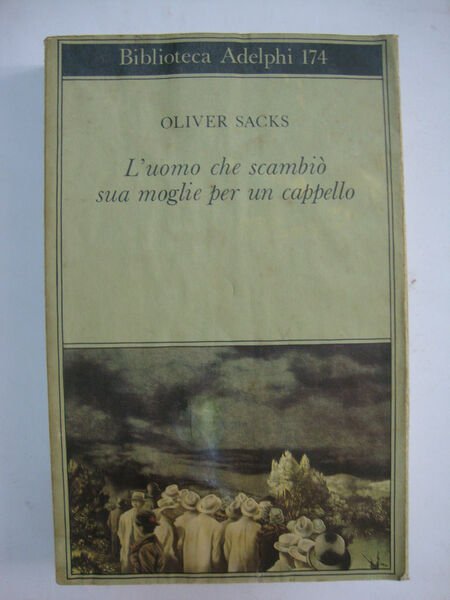 Biblioteca Adelphi 174
OLIVER SACKS
L'uomo che scambiò
sua moglie per un cappello